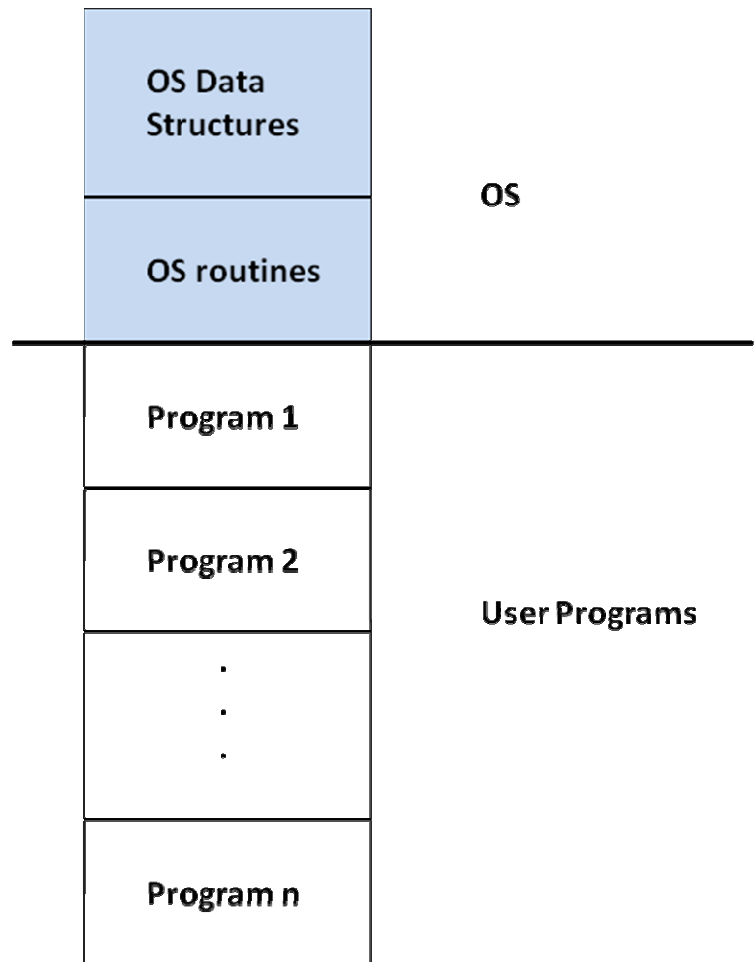 OS Data
Structures
OS
OS routines
Program 1
Program 2
User Programs
.
.
.
Program n